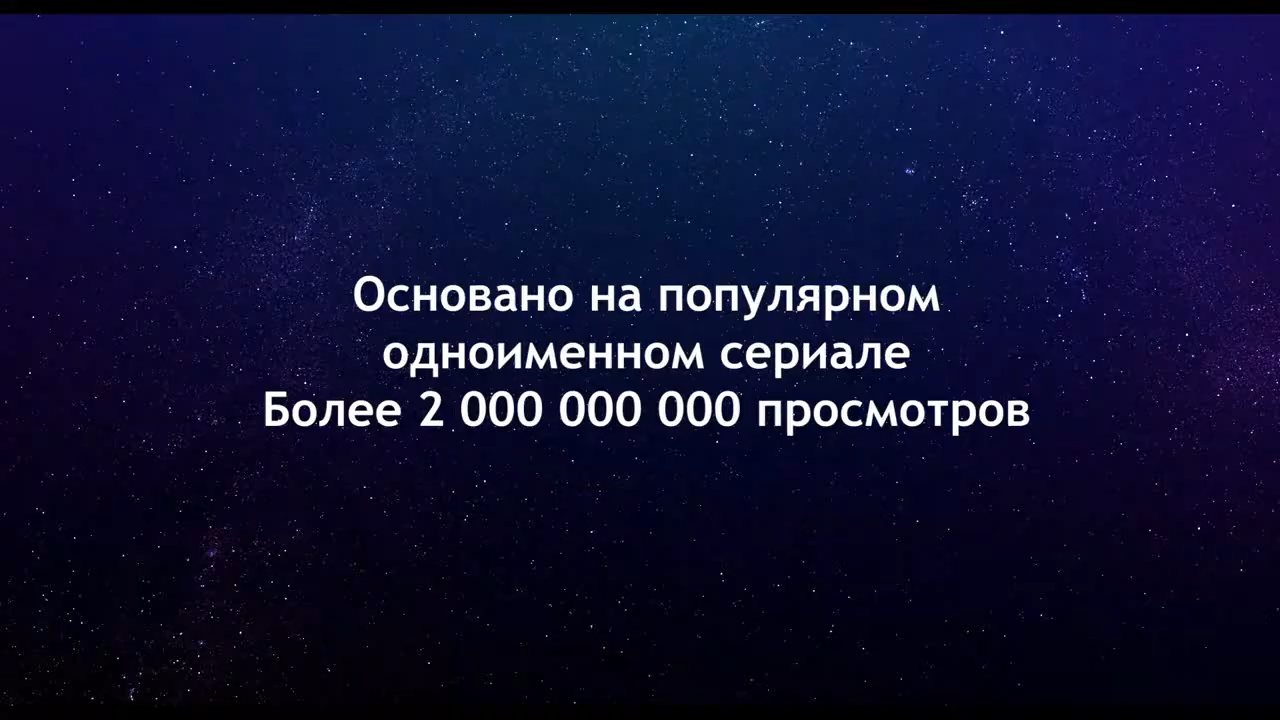 Основано на популярном
одноименном сериале
Более 2 000 000 000 просмотров